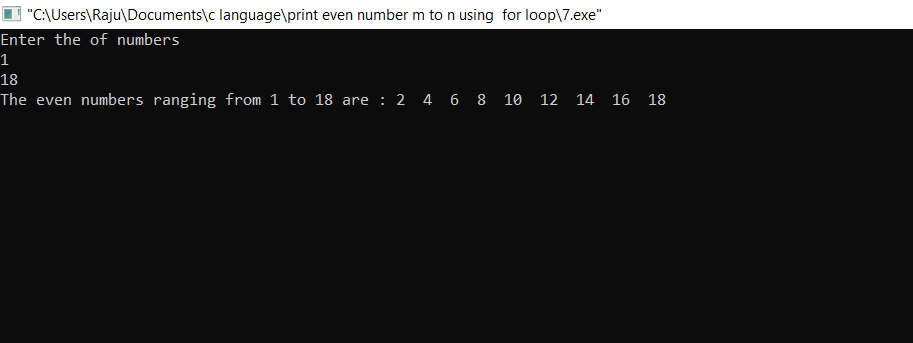 "C:\Users\Raju\Documents\c language\print even number m to n using  for loop\7.exe"
Enter the of numbers
1
18
The even numbers ranging from 1 to 18 are : 2  4  6  8  10  12  14  16  18